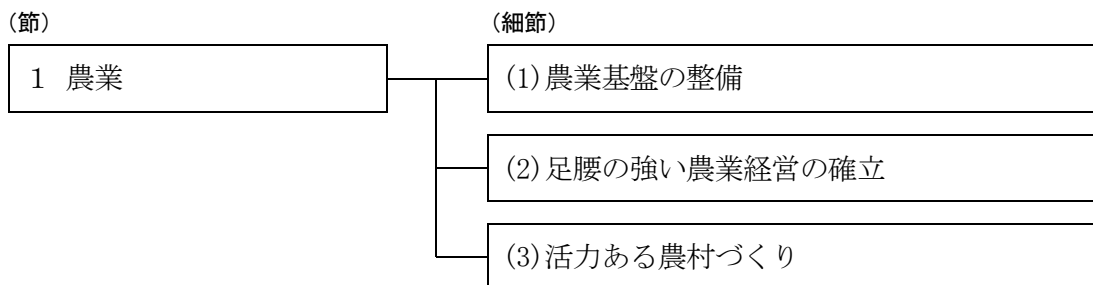 (節)
(細節)
1 農業
(1)農業基盤の整備
(2)足腰の強い農業経営の確立
(3)活力ある農村づくり